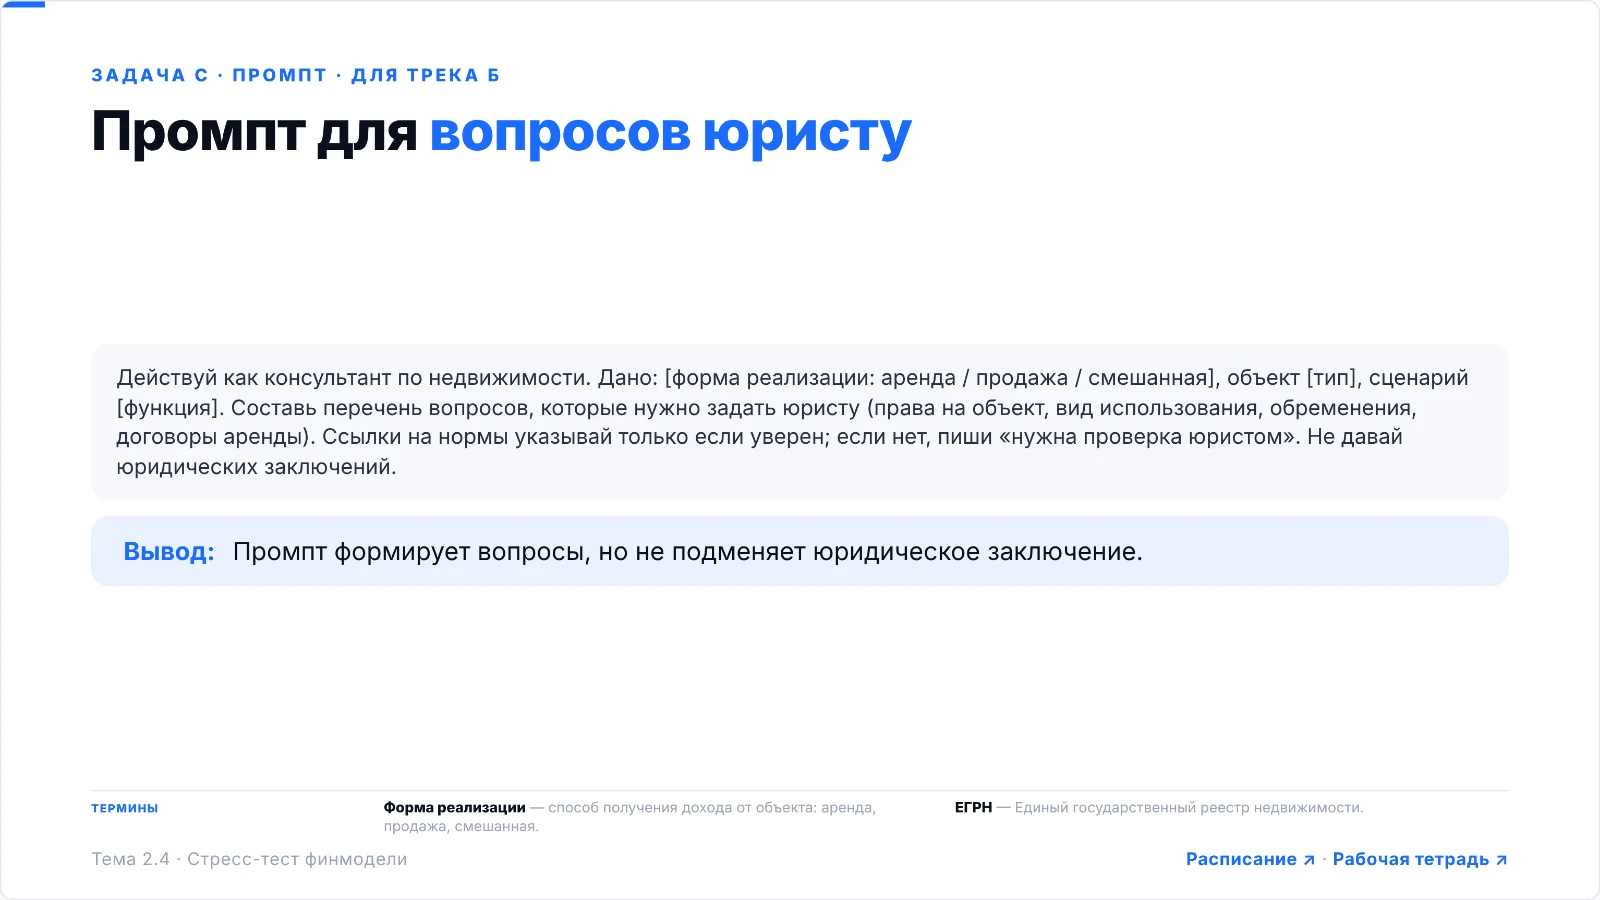 ЗАДАЧА C · ПРОМПТ · ДЛЯ ТРЕКА Б
Промпт для вопросов юристу
Действуй как консультант по недвижимости. Дано: [форма реализации: аренда / продажа / смешанная], объект [тип], сценарий
[функция]. Составь перечень вопросов, которые нужно задать юристу (права на объект, вид использования, обременения,
договоры аренды). Ссылки на нормы указывай только если уверен; если нет, пиши «нужна проверка юристом». Не давай
юридических заключений.
Вывод: Промпт формирует вопросы, но не подменяет юридическое заключение.
ТЕРМИНЫ
Форма реализации — способ получения дохода от объекта: аренда,
продажа, смешанная.
ЕГРН — Единый государственный реестр недвижимости.
Тема 2.4 · Стресс-тест финмодели
Расписание ↗ · Рабочая тетрадь ↗